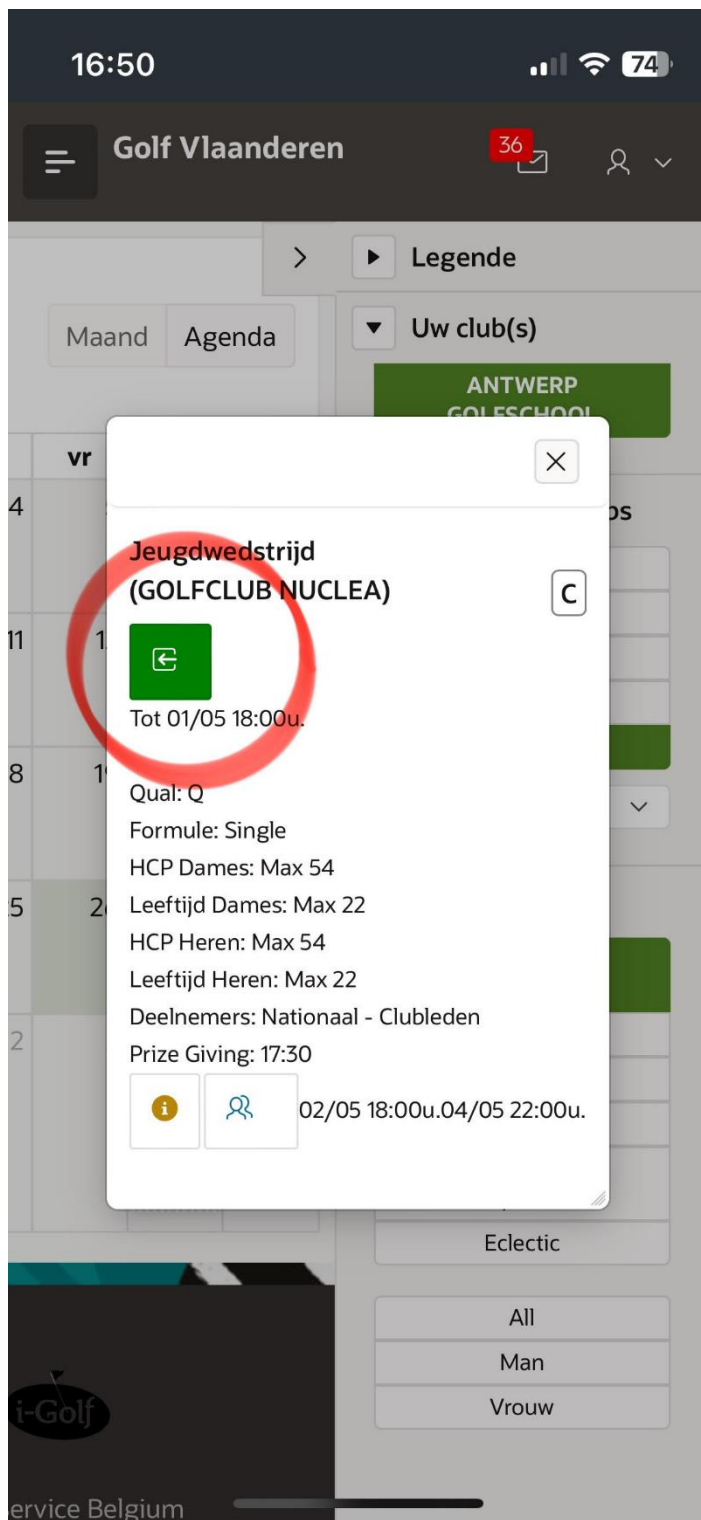 16:50
74
Golf Vlaanderen
36
Legende
Maand
Agenda
Uw club(s)
ANTWERP
GOLFSCHOOL
vr
4
11
8
2
Jeugdwedstrijd
(GOLFCLUB NUCLEA)
C
Tot 01/05 18:00u.
Qual: Q
Formule: Single
HCP Dames: Max 54
Leeftijd Dames: Max 22
HCP Heren: Max 54
Leeftijd Heren: Max 22
Deelnemers: Nationaal - Clubleden
Prize Giving: 17:30
02/05 18:00u.04/05 22:00u.
Eclectic
All
Man
Vrouw
i-Golf
ervice Belgium